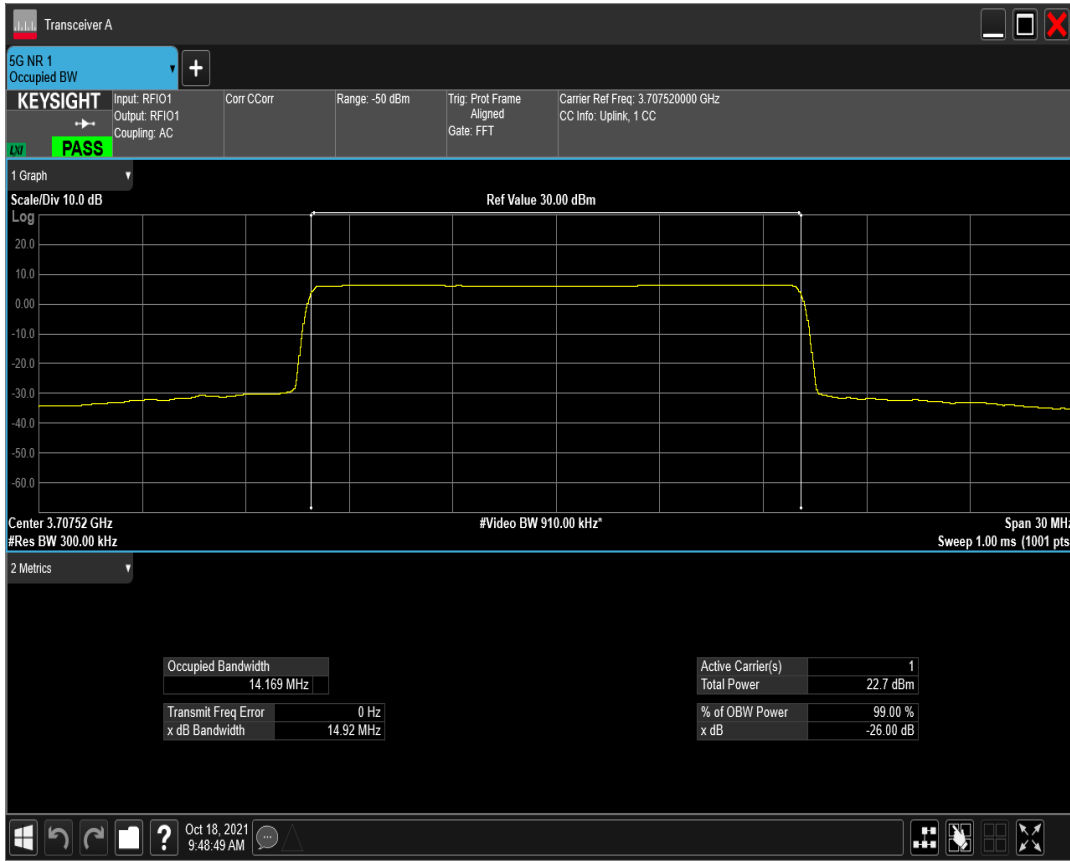 Transceiver A
5G NR 1
Occupied BW
KEYSIGHT
Input: RFIO1
Output: RFIO1
Coupling: AC
Corr CCorr
Range: -50 dBm
Trig: Prot Frame
Aligned
Gate: FFT
Carrier Ref Freq: 3.707520000 GHz
CC Info: Uplink, 1 CC
LXI
PASS
1 Graph
Scale/Div 10.0 dB
Ref Value 30.00 dBm
Log
20.0
10.0
0.00
-10.0
-20.0
-30.0
-40.0
-50.0
-60.0
Center 3.70752 GHz
#Video BW 910.00 kHz*
Span 30 MHz
#Res BW 300.00 kHz
Sweep 1.00 ms (1001 pts
2 Metrics
Occupied Bandwidth
14.169 MHz
Transmit Freq Error 0 Hz
x dB Bandwidth 14.92 MHz
Active Carrier(s) 1
Total Power 22.7 dBm
% of OBW Power 99.00 %
x dB -26.00 dB
?
Oct 18, 2021
9:48:49 AM